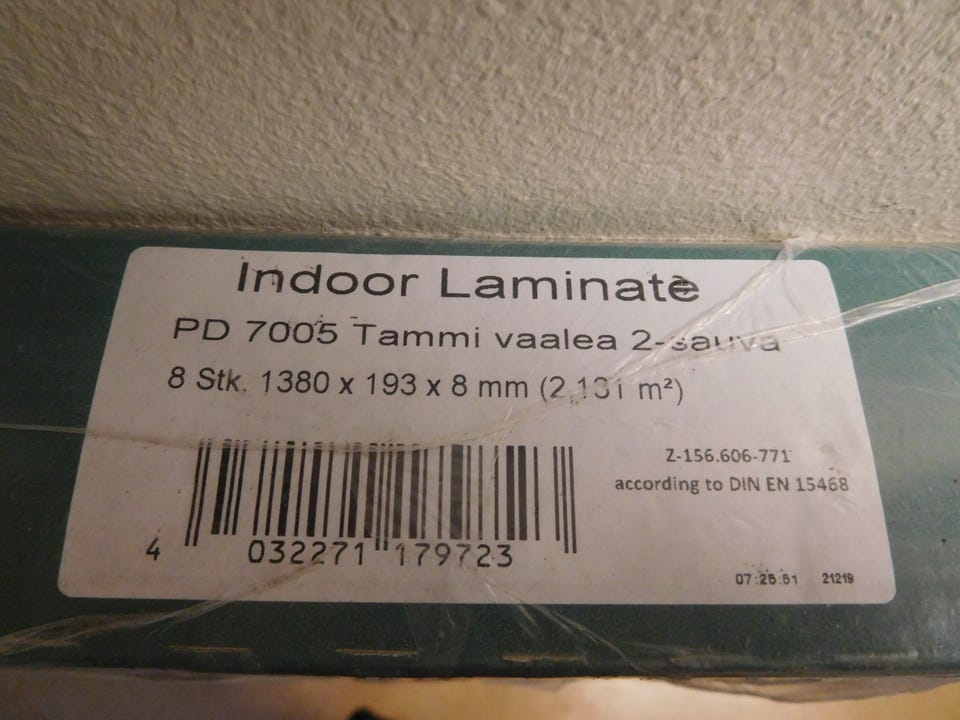 Indoor Laminate
PD 7005 Tammi vaalea 2-sauva
8 Stk. 1380 x 193 x 8 mm (2,131 m²)
Z-156.606-771
according to DIN EN 15468
4 032271 179723
07:25:51 21219